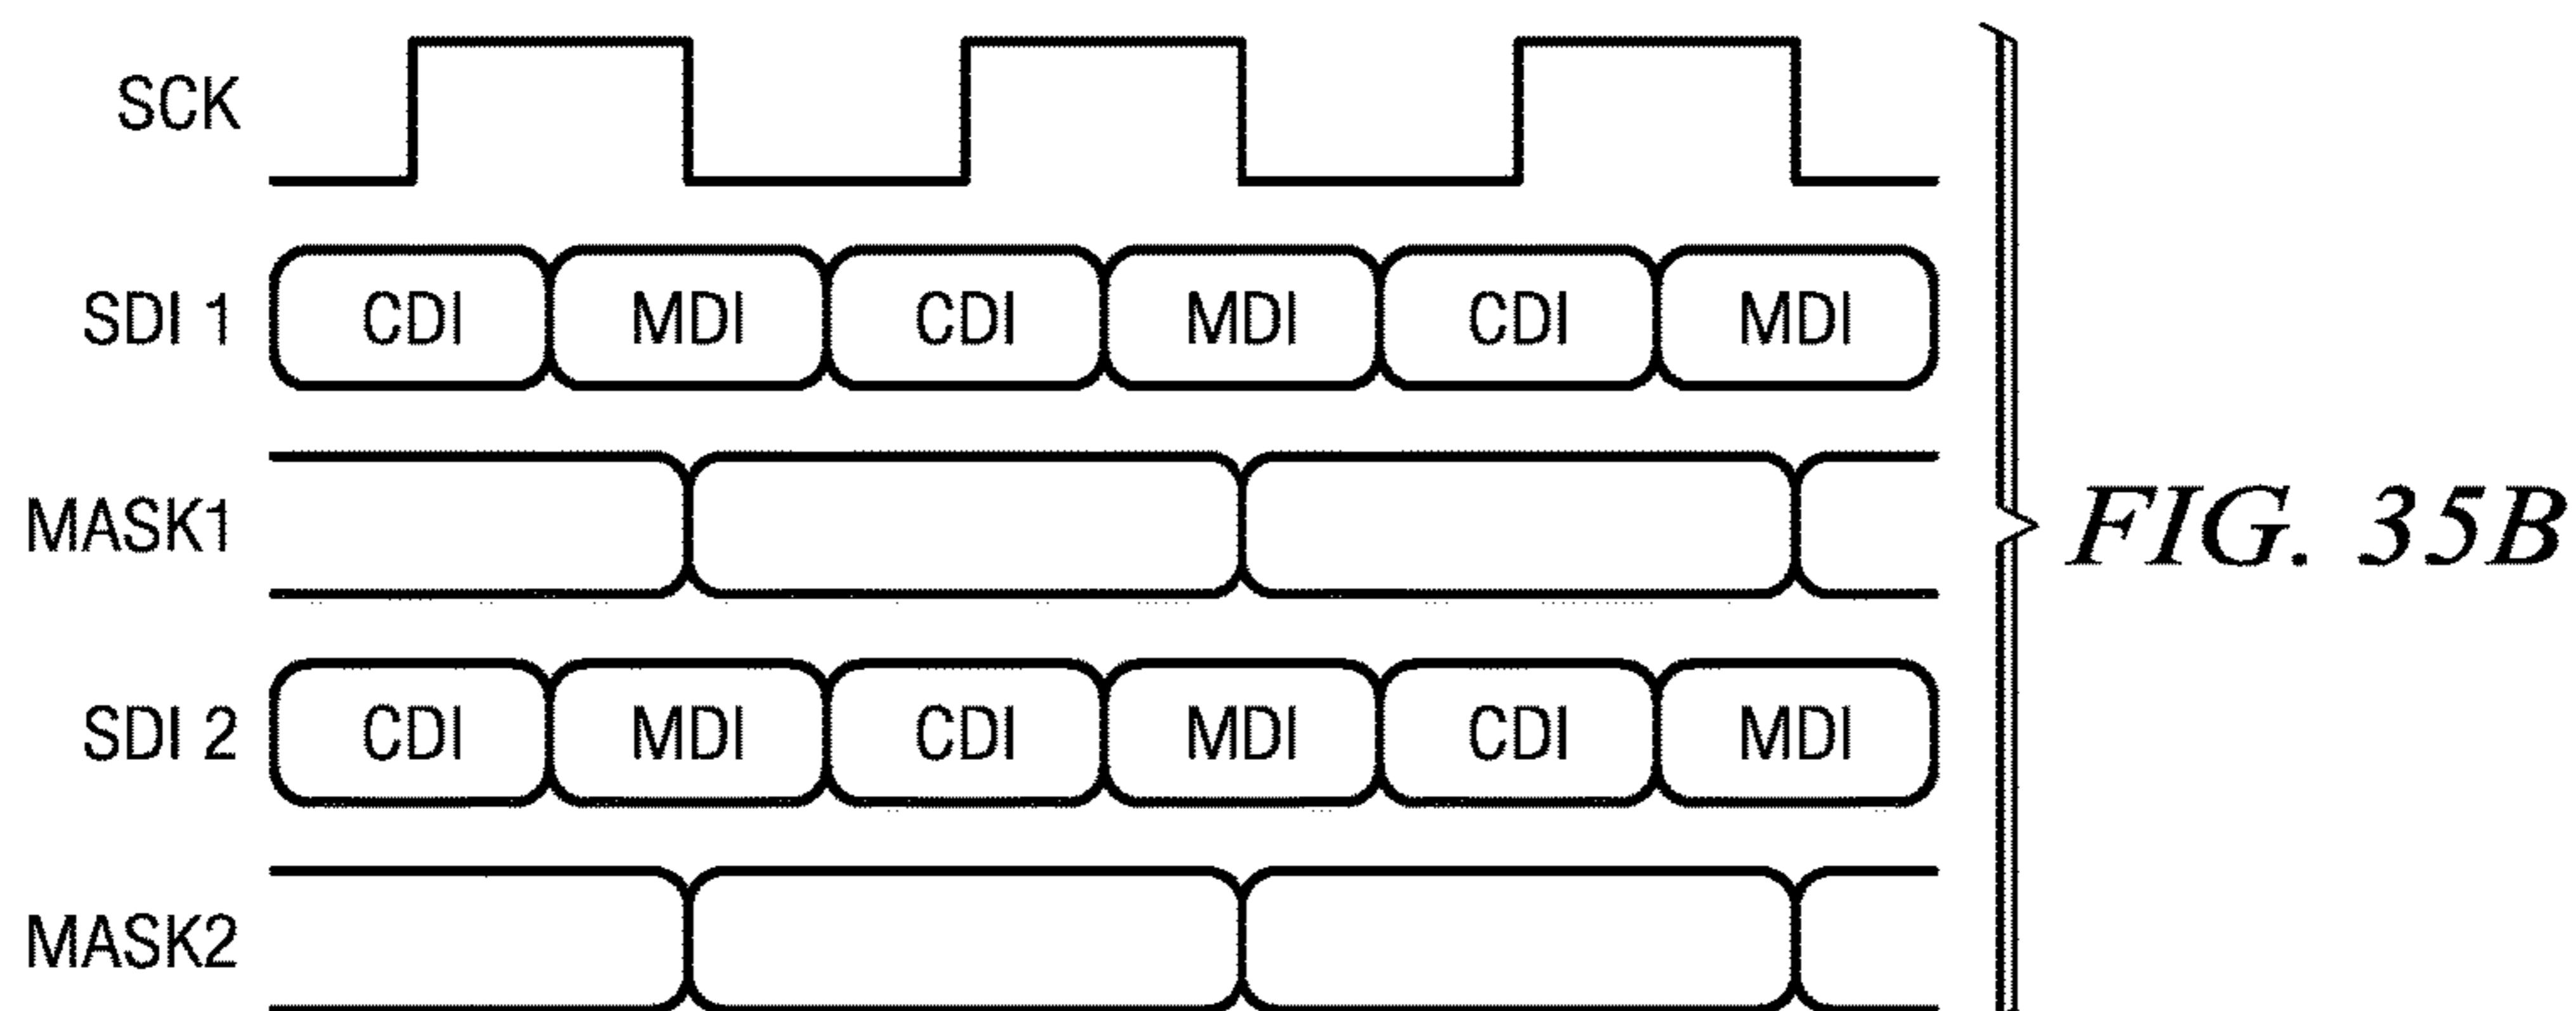 SCK
SDI 1 CDI MDI CDI MDI CDI MDI
MASK1
SDI 2 CDI MDI CDI MDI CDI MDI
MASK2
FIG. 35B